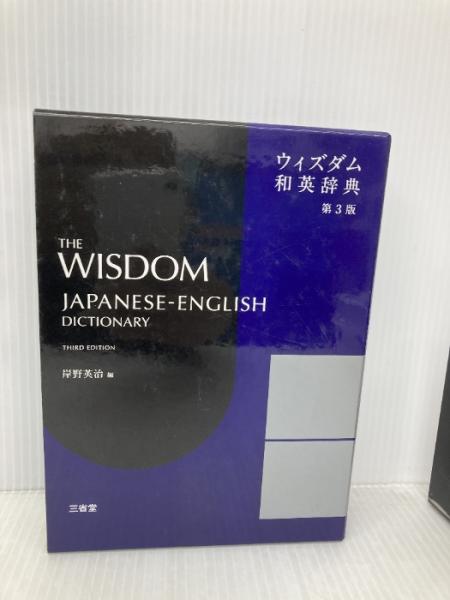 ウィズダム
和英辞典
第3版
THE
WISDOM
JAPANESE-ENGLISH
DICTIONARY
THIRD EDITION
岸野英治 編
三省堂